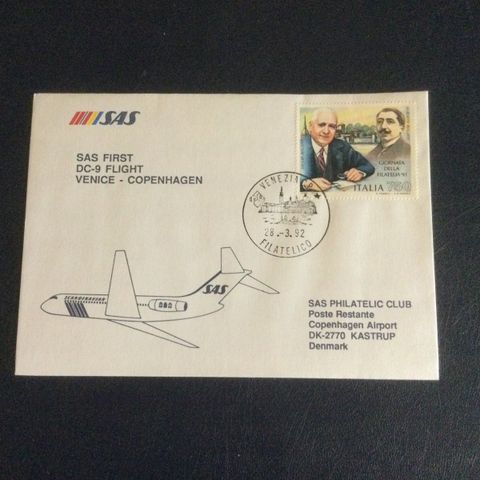 SAS
SAS FIRST
DC-9 FLIGHT
VENICE - COPENHAGEN
GIORNATA
DELLA
FILATELIA '91
ITALIA 750
VENEZIA
28.-3.92
FILATELICO
SCANDINAVIAN
SAS
SAS PHILATELIC CLUB
Poste Restante
Copenhagen Airport
DK-2770 KASTRUP
Denmark